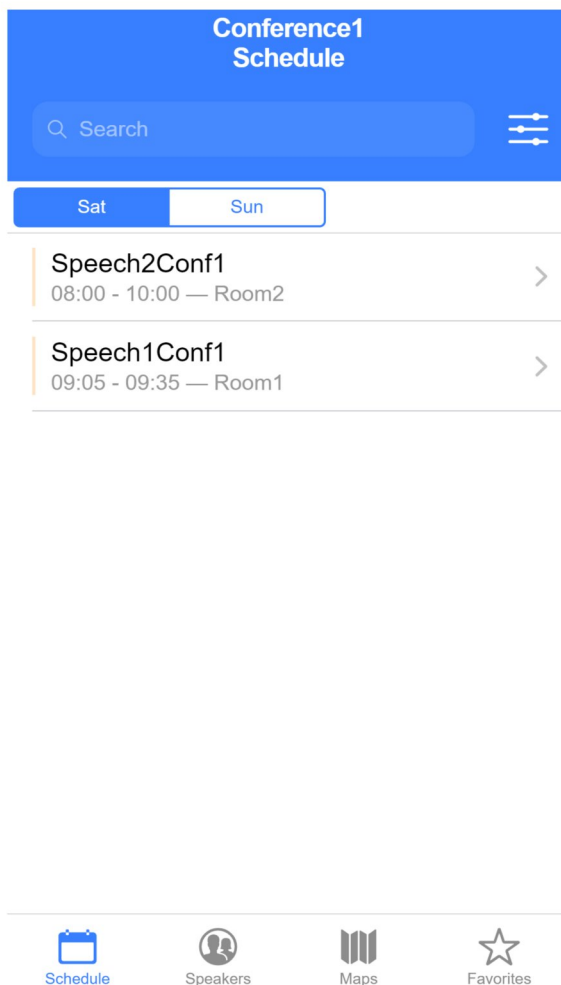 Conference1
Schedule
Search
Sat Sun
Speech2Conf1
08:00 - 10:00 — Room2
Speech1Conf1
09:05 - 09:35 — Room1
Schedule Speakers Maps Favorites